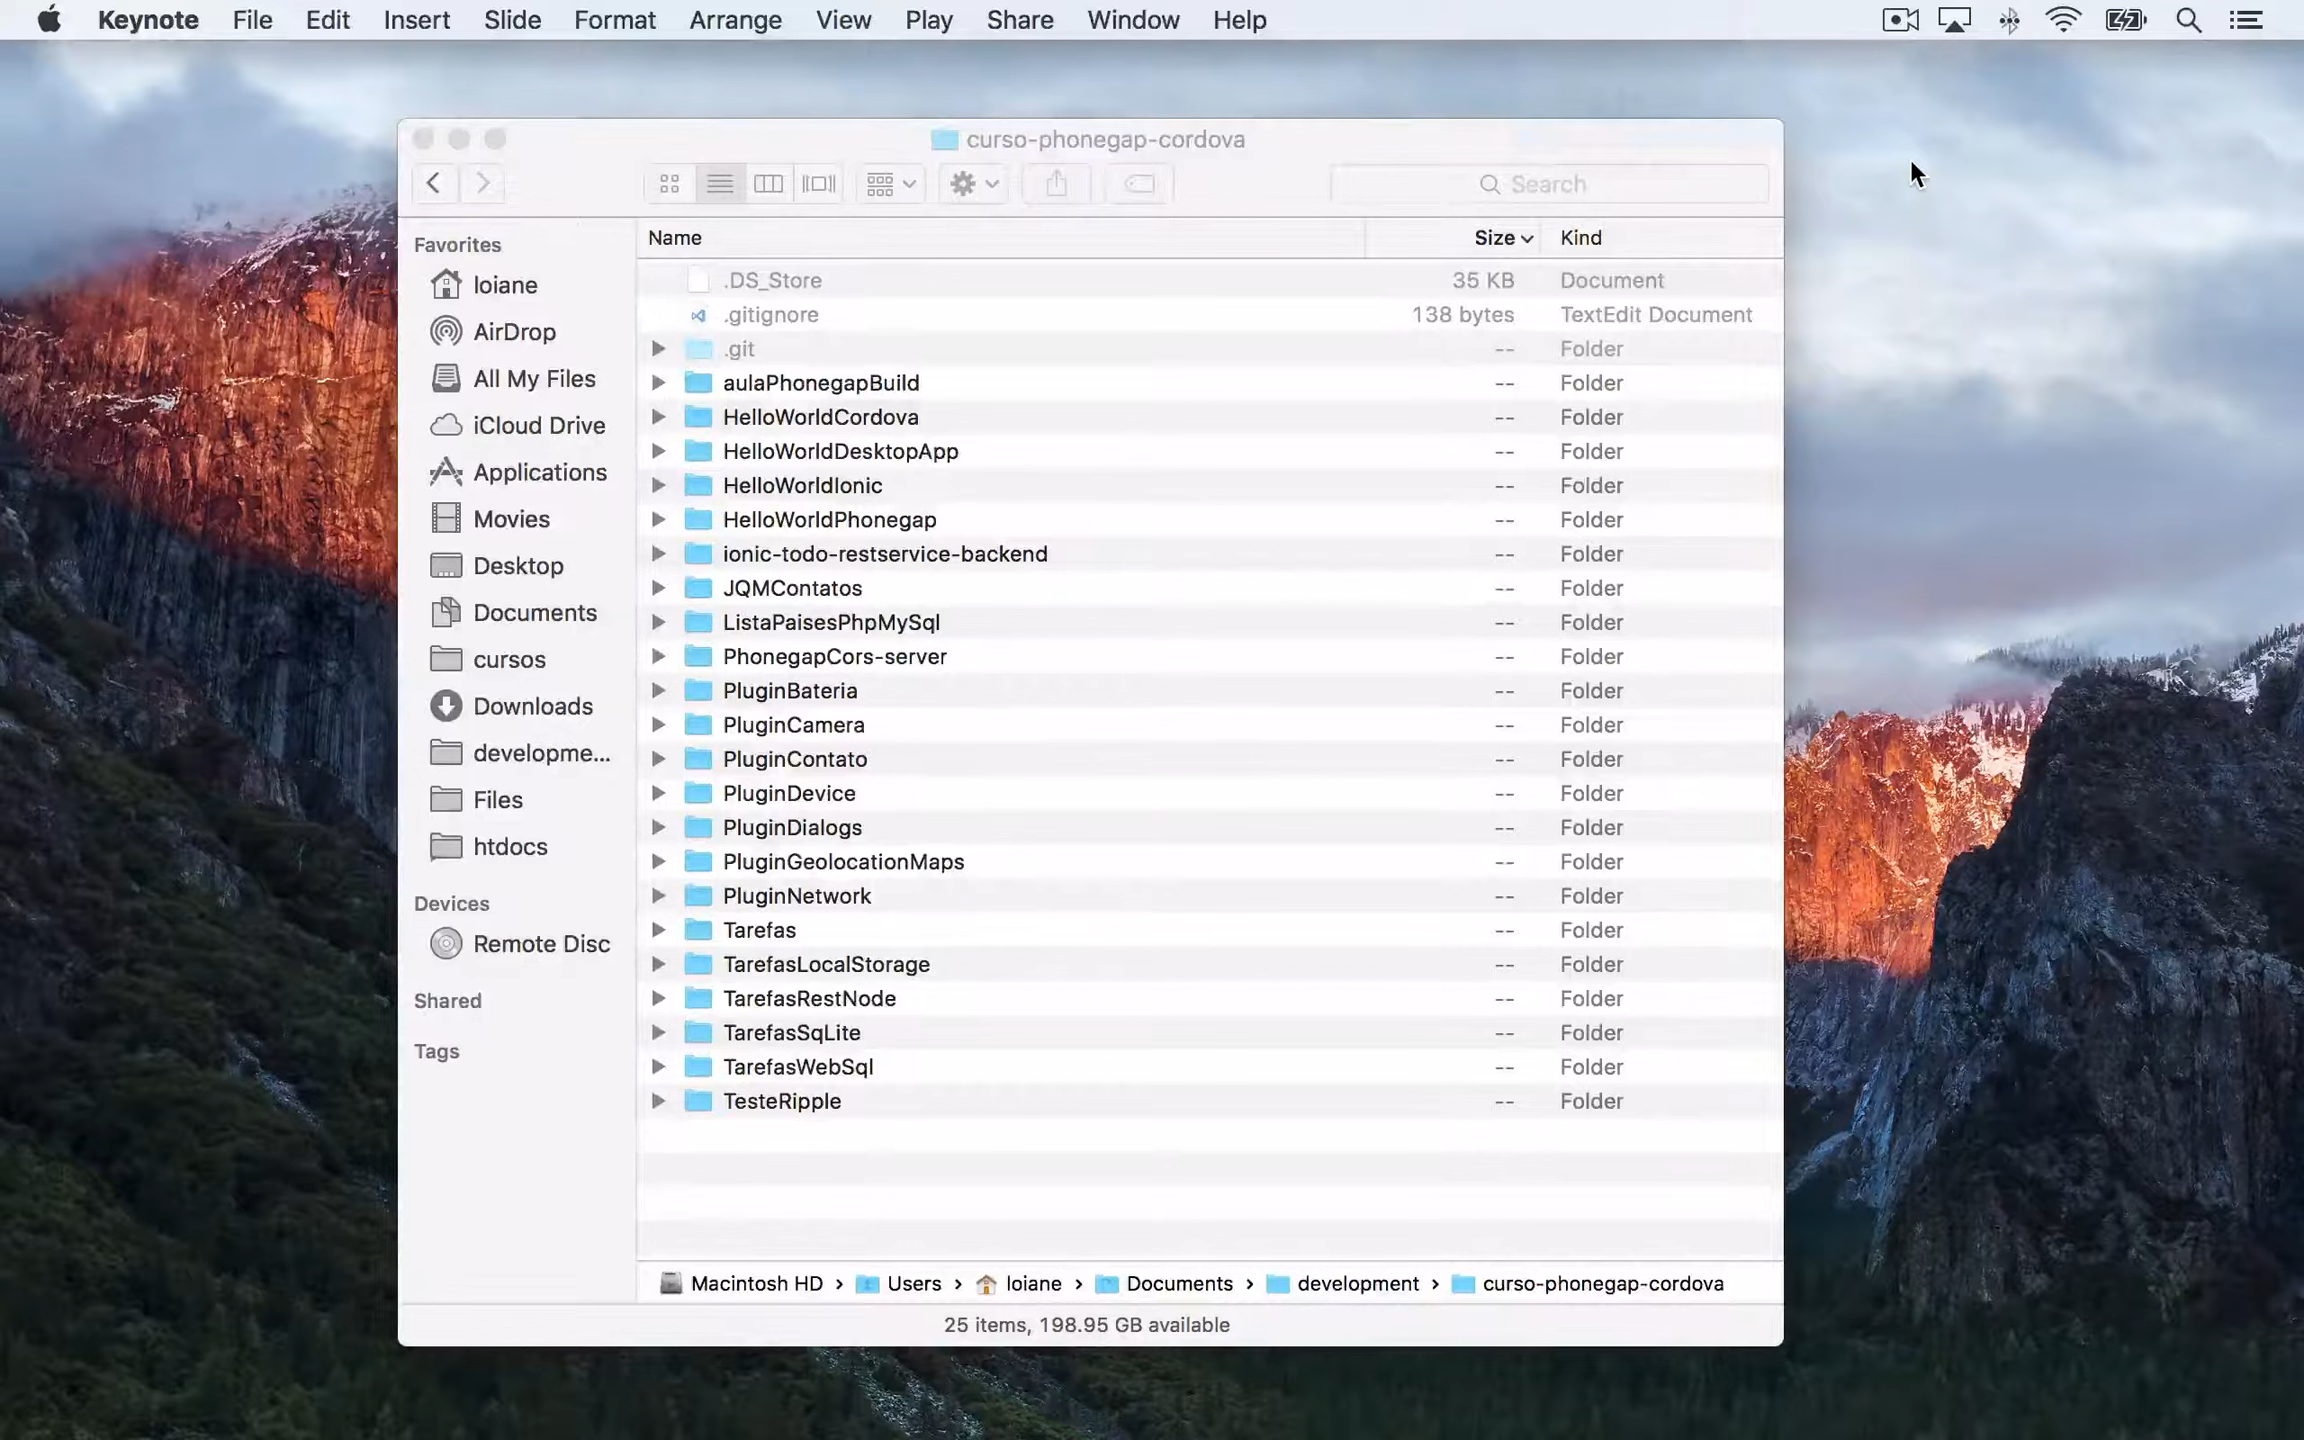 Keynote File Edit Insert Slide Format Arrange View Play Share Window Help
curso-phonegap-cordova
Search
Name Size Kind
Favorites
loiane
AirDrop
All My Files
iCloud Drive
Applications
Movies
Desktop
Documents
cursos
Downloads
developme...
Files
htdocs
Devices
Remote Disc
Shared
Tags
.DS_Store 35 KB Document
.gitignore 138 bytes TextEdit Document
.git -- Folder
aulaPhonegapBuild -- Folder
HelloWorldCordova -- Folder
HelloWorldDesktopApp -- Folder
HelloWorldIonic -- Folder
HelloWorldPhonegap -- Folder
ionic-todo-restservice-backend -- Folder
JQMContatos -- Folder
ListaPaisesPhpMySql -- Folder
PhonegapCors-server -- Folder
PluginBateria -- Folder
PluginCamera -- Folder
PluginContato -- Folder
PluginDevice -- Folder
PluginDialogs -- Folder
PluginGeolocationMaps -- Folder
PluginNetwork -- Folder
Tarefas -- Folder
TarefasLocalStorage -- Folder
TarefasRestNode -- Folder
TarefasSqLite -- Folder
TarefasWebSql -- Folder
TesteRipple -- Folder
Macintosh HD › Users › loiane › Documents › development › curso-phonegap-cordova
25 items, 198.95 GB available